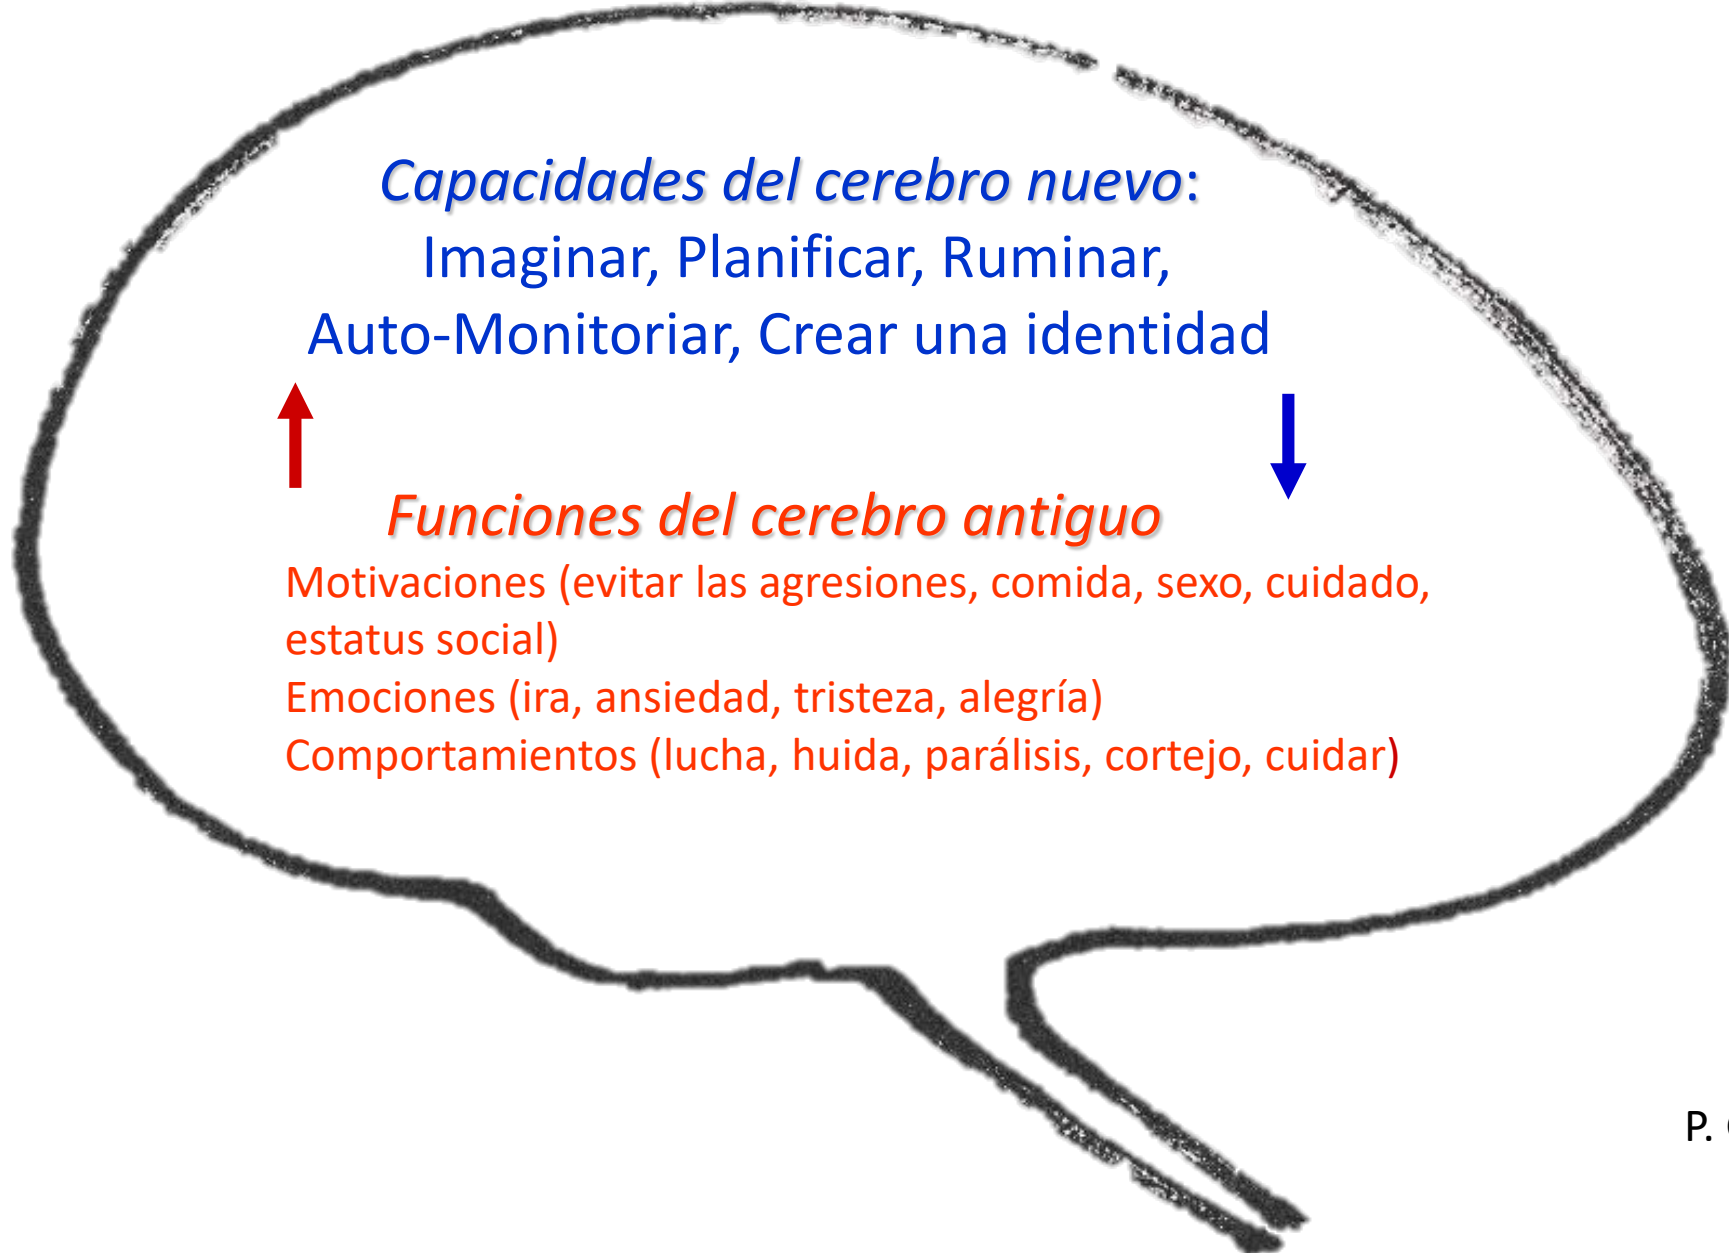 Capacidades del cerebro nuevo:
Imaginar, Planificar, Ruminar,
Auto-Monitoriar, Crear una identidad
Funciones del cerebro antiguo
Motivaciones (evitar las agresiones, comida, sexo, cuidado,
estatus social)
Emociones (ira, ansiedad, tristeza, alegría)
Comportamientos (lucha, huida, parálisis, cortejo, cuidar)
P.